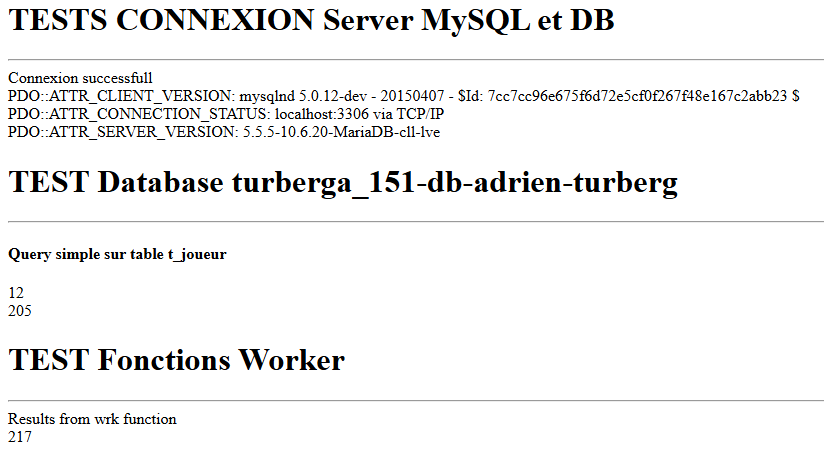 TESTS CONNEXION Server MySQL et DB
Connexion successfull
PDO::ATTR_CLIENT_VERSION: mysqlnd 5.0.12-dev - 20150407 - $Id: 7cc7cc96e675f6d72e5cf0f267f48e167c2abb23 $
PDO::ATTR_CONNECTION_STATUS: localhost:3306 via TCP/IP
PDO::ATTR_SERVER_VERSION: 5.5.5-10.6.20-MariaDB-cll-lve
TEST Database turberga_151-db-adrien-turberg
Query simple sur table t_joueur
12
205
TEST Fonctions Worker
Results from wrk function
217